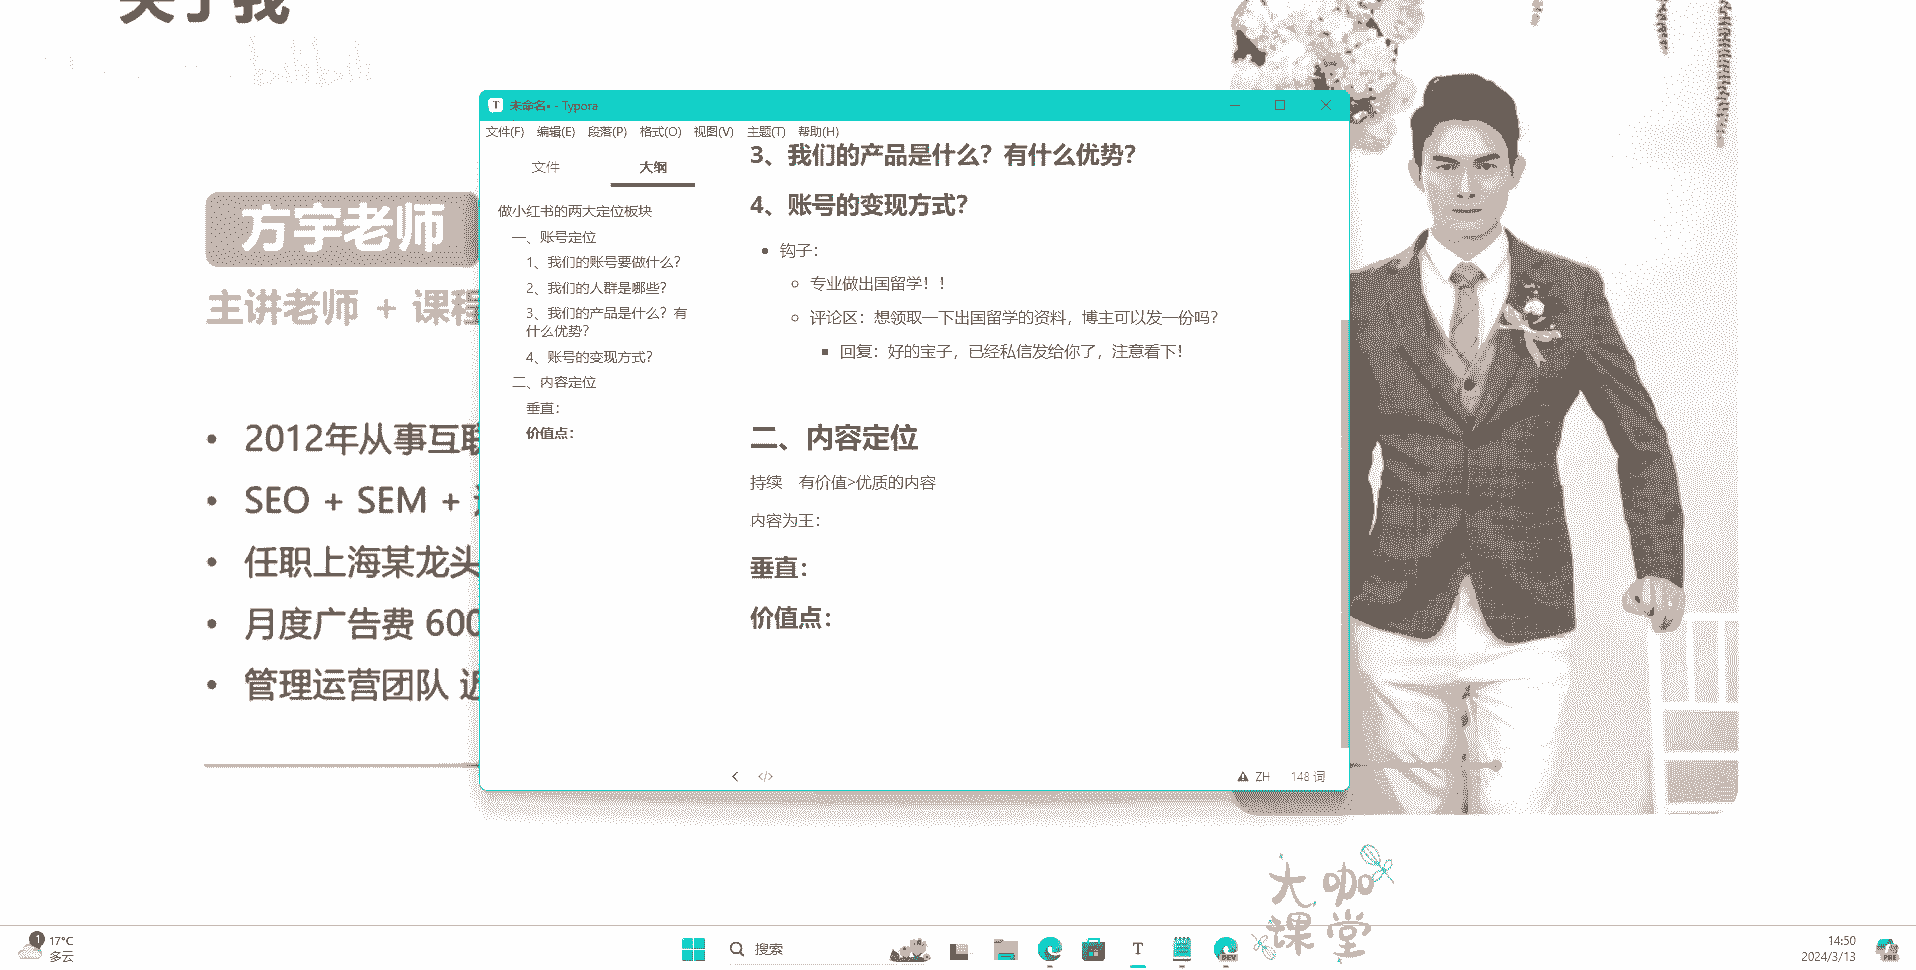 关于我
bilibili
方宇老师
主讲老师 + 课程
2012年从事互联
SEO + SEM +
任职上海某龙头
月度广告费 600
管理运营团队 近
未命名• - Typora
文件(F) 编辑(E) 段落(P) 格式(O) 视图(V) 主题(T) 帮助(H)
文件 大纲
做小红书的两大定位板块
一、账号定位
1、我们的账号要做什么？
2、我们的人群是哪些？
3、我们的产品是什么？有
什么优势？
4、账号的变现方式？
二、内容定位
垂直：
价值点：
3、我们的产品是什么？有什么优势？
4、账号的变现方式？
钩子：
专业做出国留学！！
评论区：想领取一下出国留学的资料，博主可以发一份吗？
回复：好的宝子，已经私信发给你了，注意看下！
二、内容定位
持续 有价值>优质的内容
内容为王：
垂直：
价值点：
ZH 148 词
大咖
课堂
1
17°C
多云
搜索
T
DEV
14:50
2024/3/13
PRE